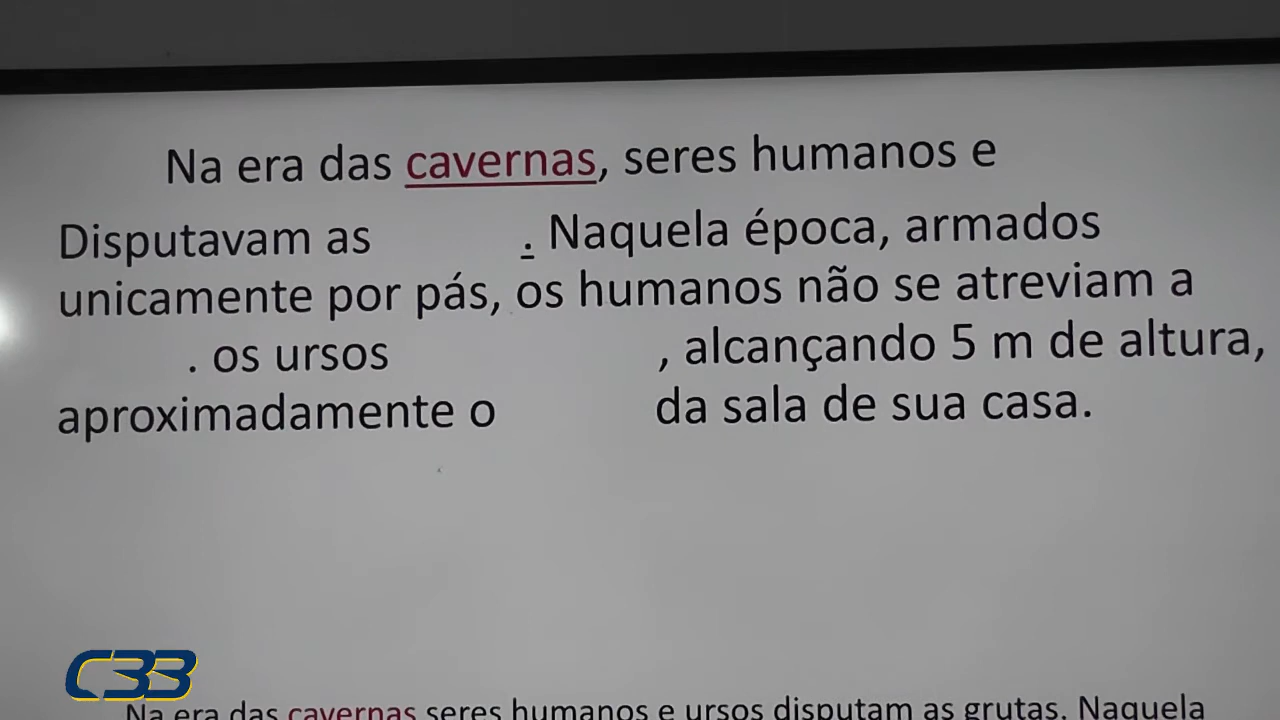 Na era das cavernas, seres humanos e
Disputavam as . Naquela época, armados
unicamente por pás, os humanos não se atreviam a
. os ursos , alcançando 5 m de altura,
aproximadamente o da sala de sua casa.
C33
Na era das cavernas seres humanos e ursos disputam as grutas. Naquela